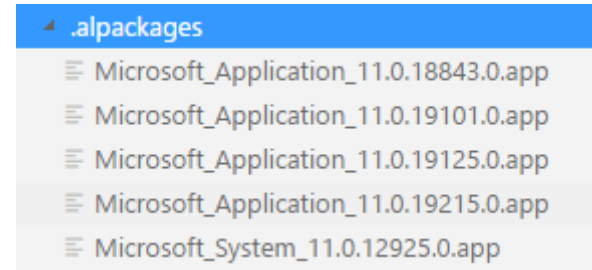 .alpackages
Microsoft_Application_11.0.18843.0.app
Microsoft_Application_11.0.19101.0.app
Microsoft_Application_11.0.19125.0.app
Microsoft_Application_11.0.19215.0.app
Microsoft_System_11.0.12925.0.app